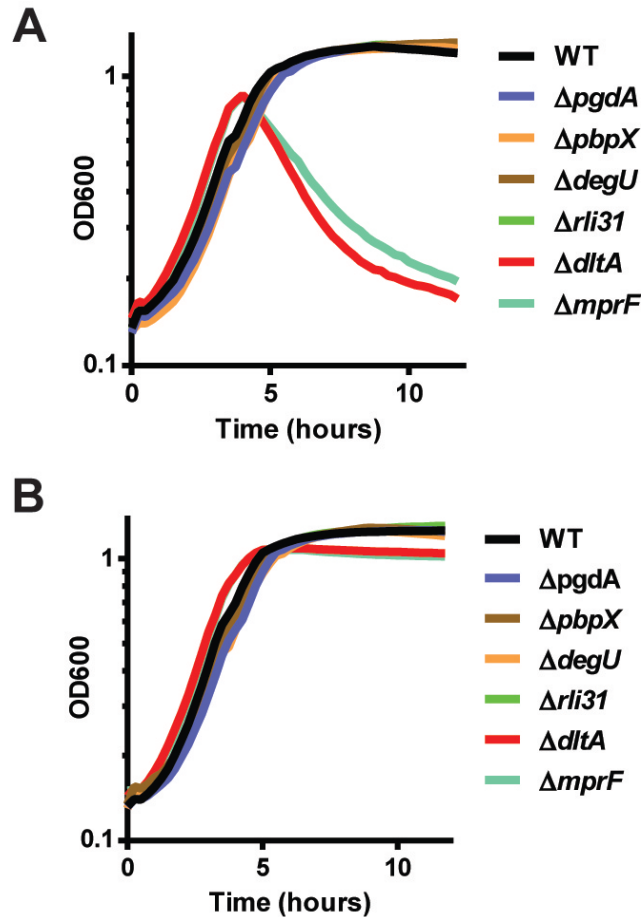 A
OD600
1
0.1
0
5
10
Time (hours)
WT
ΔpgdA
ΔpbpX
ΔdegU
Δrli31
ΔdltA
ΔmprF
B
OD600
1
0.1
0
5
10
Time (hours)
WT
ΔpgdA
ΔpbpX
ΔdegU
Δrli31
ΔdltA
ΔmprF